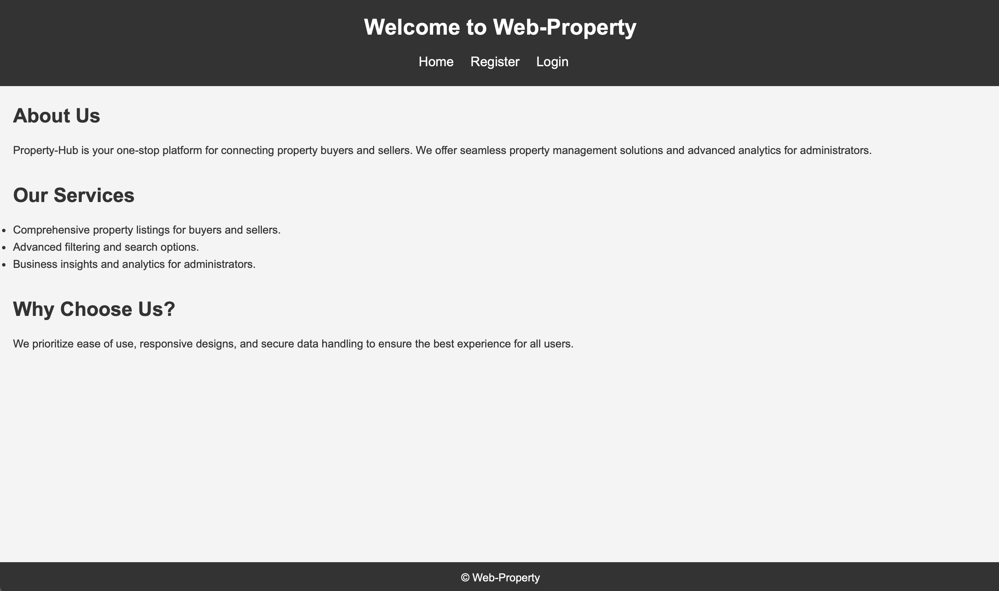 Welcome to Web-Property
Home Register Login
About Us
Property-Hub is your one-stop platform for connecting property buyers and sellers. We offer seamless property management solutions and advanced analytics for administrators.
Our Services
• Comprehensive property listings for buyers and sellers.
• Advanced filtering and search options.
• Business insights and analytics for administrators.
Why Choose Us?
We prioritize ease of use, responsive designs, and secure data handling to ensure the best experience for all users.
© Web-Property